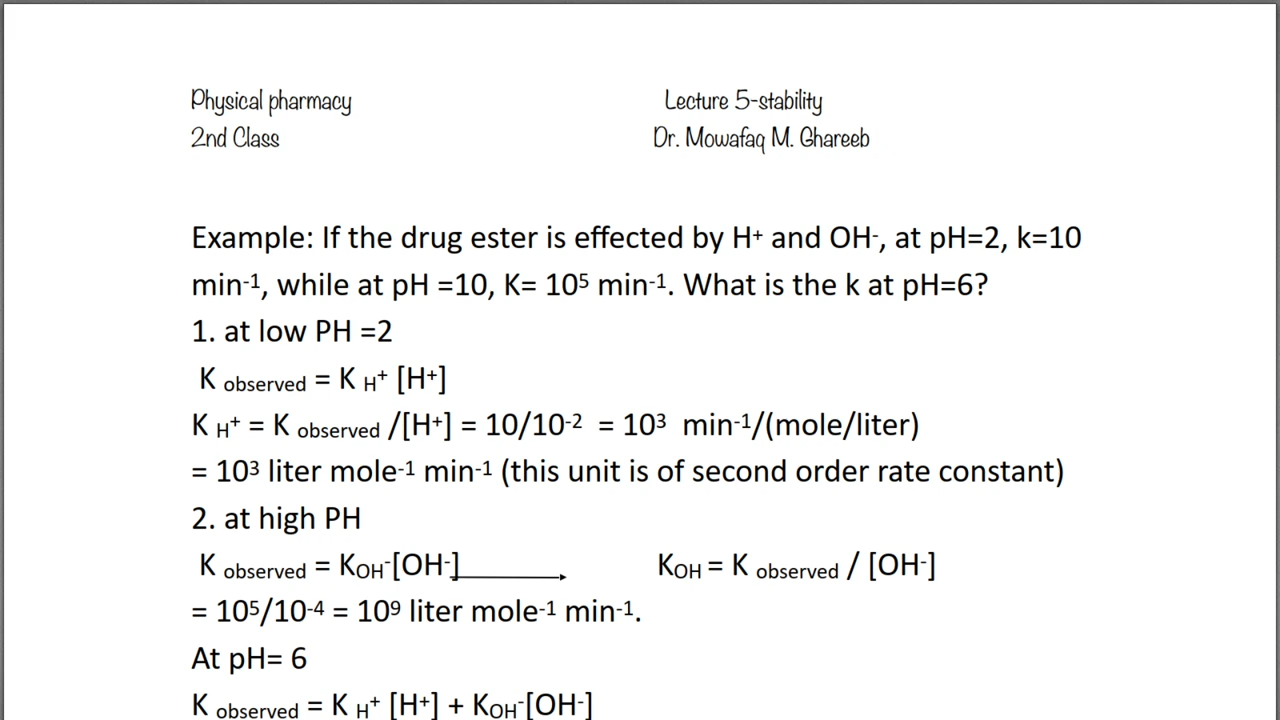 Physical pharmacy Lecture 5-stability
2nd Class Dr. Mowafaq M. Ghareeb
Example: If the drug ester is effected by H⁺ and OH⁻, at pH=2, k=10
min⁻¹, while at pH =10, K= 10⁵ min⁻¹. What is the k at pH=6?
1. at low PH =2
K observed = K H⁺ [H⁺]
K H⁺ = K observed /[H⁺] = 10/10⁻² = 10³ min⁻¹/(mole/liter)
= 10³ liter mole⁻¹ min⁻¹ (this unit is of second order rate constant)
2. at high PH
K observed = KOH⁻[OH⁻] KOH = K observed / [OH⁻]
= 10⁵/10⁻⁴ = 10⁹ liter mole⁻¹ min⁻¹.
At pH= 6
K observed = K H⁺ [H⁺] + KOH⁻[OH⁻]